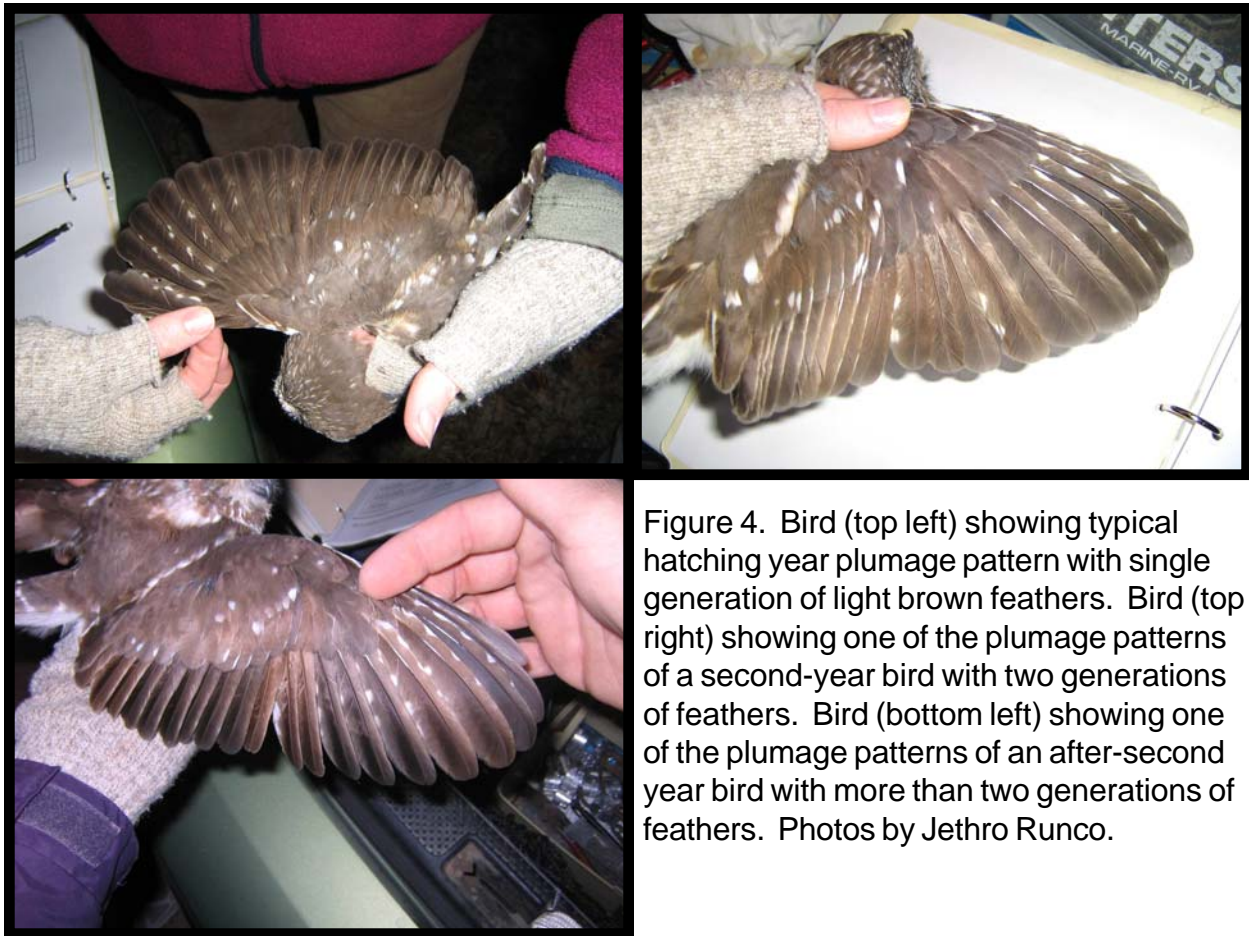 TTERS
MARINE-RV
Figure 4. Bird (top left) showing typical
hatching year plumage pattern with single
generation of light brown feathers. Bird (top
right) showing one of the plumage patterns
of a second-year bird with two generations
of feathers. Bird (bottom left) showing one
of the plumage patterns of an after-second
year bird with more than two generations of
feathers. Photos by Jethro Runco.